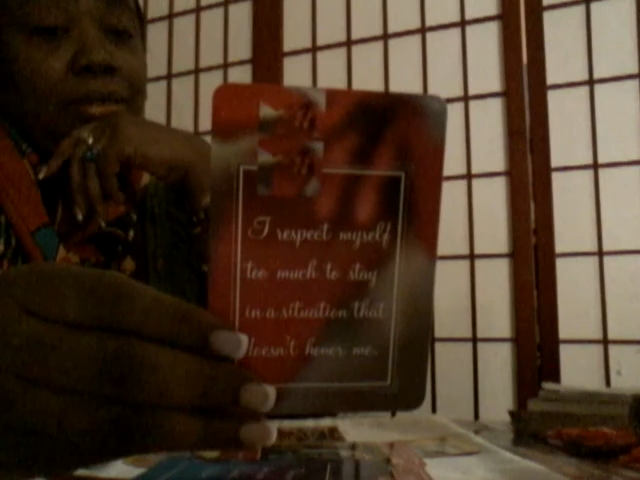 I respect myself
too much to stay
in a situation that
doesn't honor me.